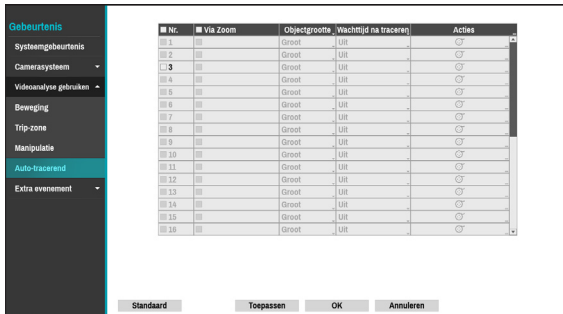 Gebeurtenis
Systeemgebeurtenis
Camerasysteem
Videoanalyse gebruiken
Beweging
Trip-zone
Manipulatie
Auto-tracerend
Extra evenement
Nr. Via Zoom Objectgrootte Wachttijd na traceren Acties
1 Groot Uit
2 Groot Uit
3 Groot Uit
4 Groot Uit
5 Groot Uit
6 Groot Uit
7 Groot Uit
8 Groot Uit
9 Groot Uit
10 Groot Uit
11 Groot Uit
12 Groot Uit
13 Groot Uit
14 Groot Uit
15 Groot Uit
16 Groot Uit
Standaard Toepassen OK Annuleren